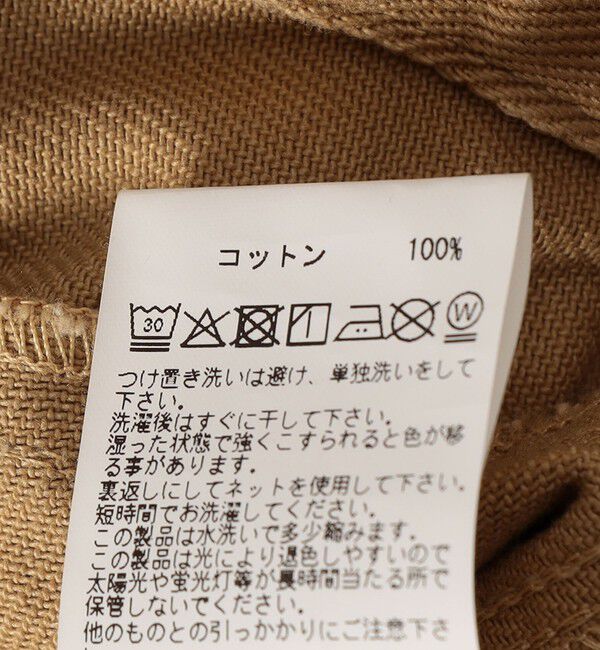 コットン 100%
30 W
つけ置き洗いは避け、単独洗いをして
下さい。
洗濯後はすぐに干して下さい。
湿った状態で強くこすられると色が移
る事があります。
裏返しにしてネットを使用して下さい。
短時間でお洗濯してください。
この製品は水洗いで多少縮みます。
この製品は光により退色しやすいので
太陽光や蛍光灯等が長時間当たる所で
保管しないでください。
他のものとの引っかかりにご注意下さ